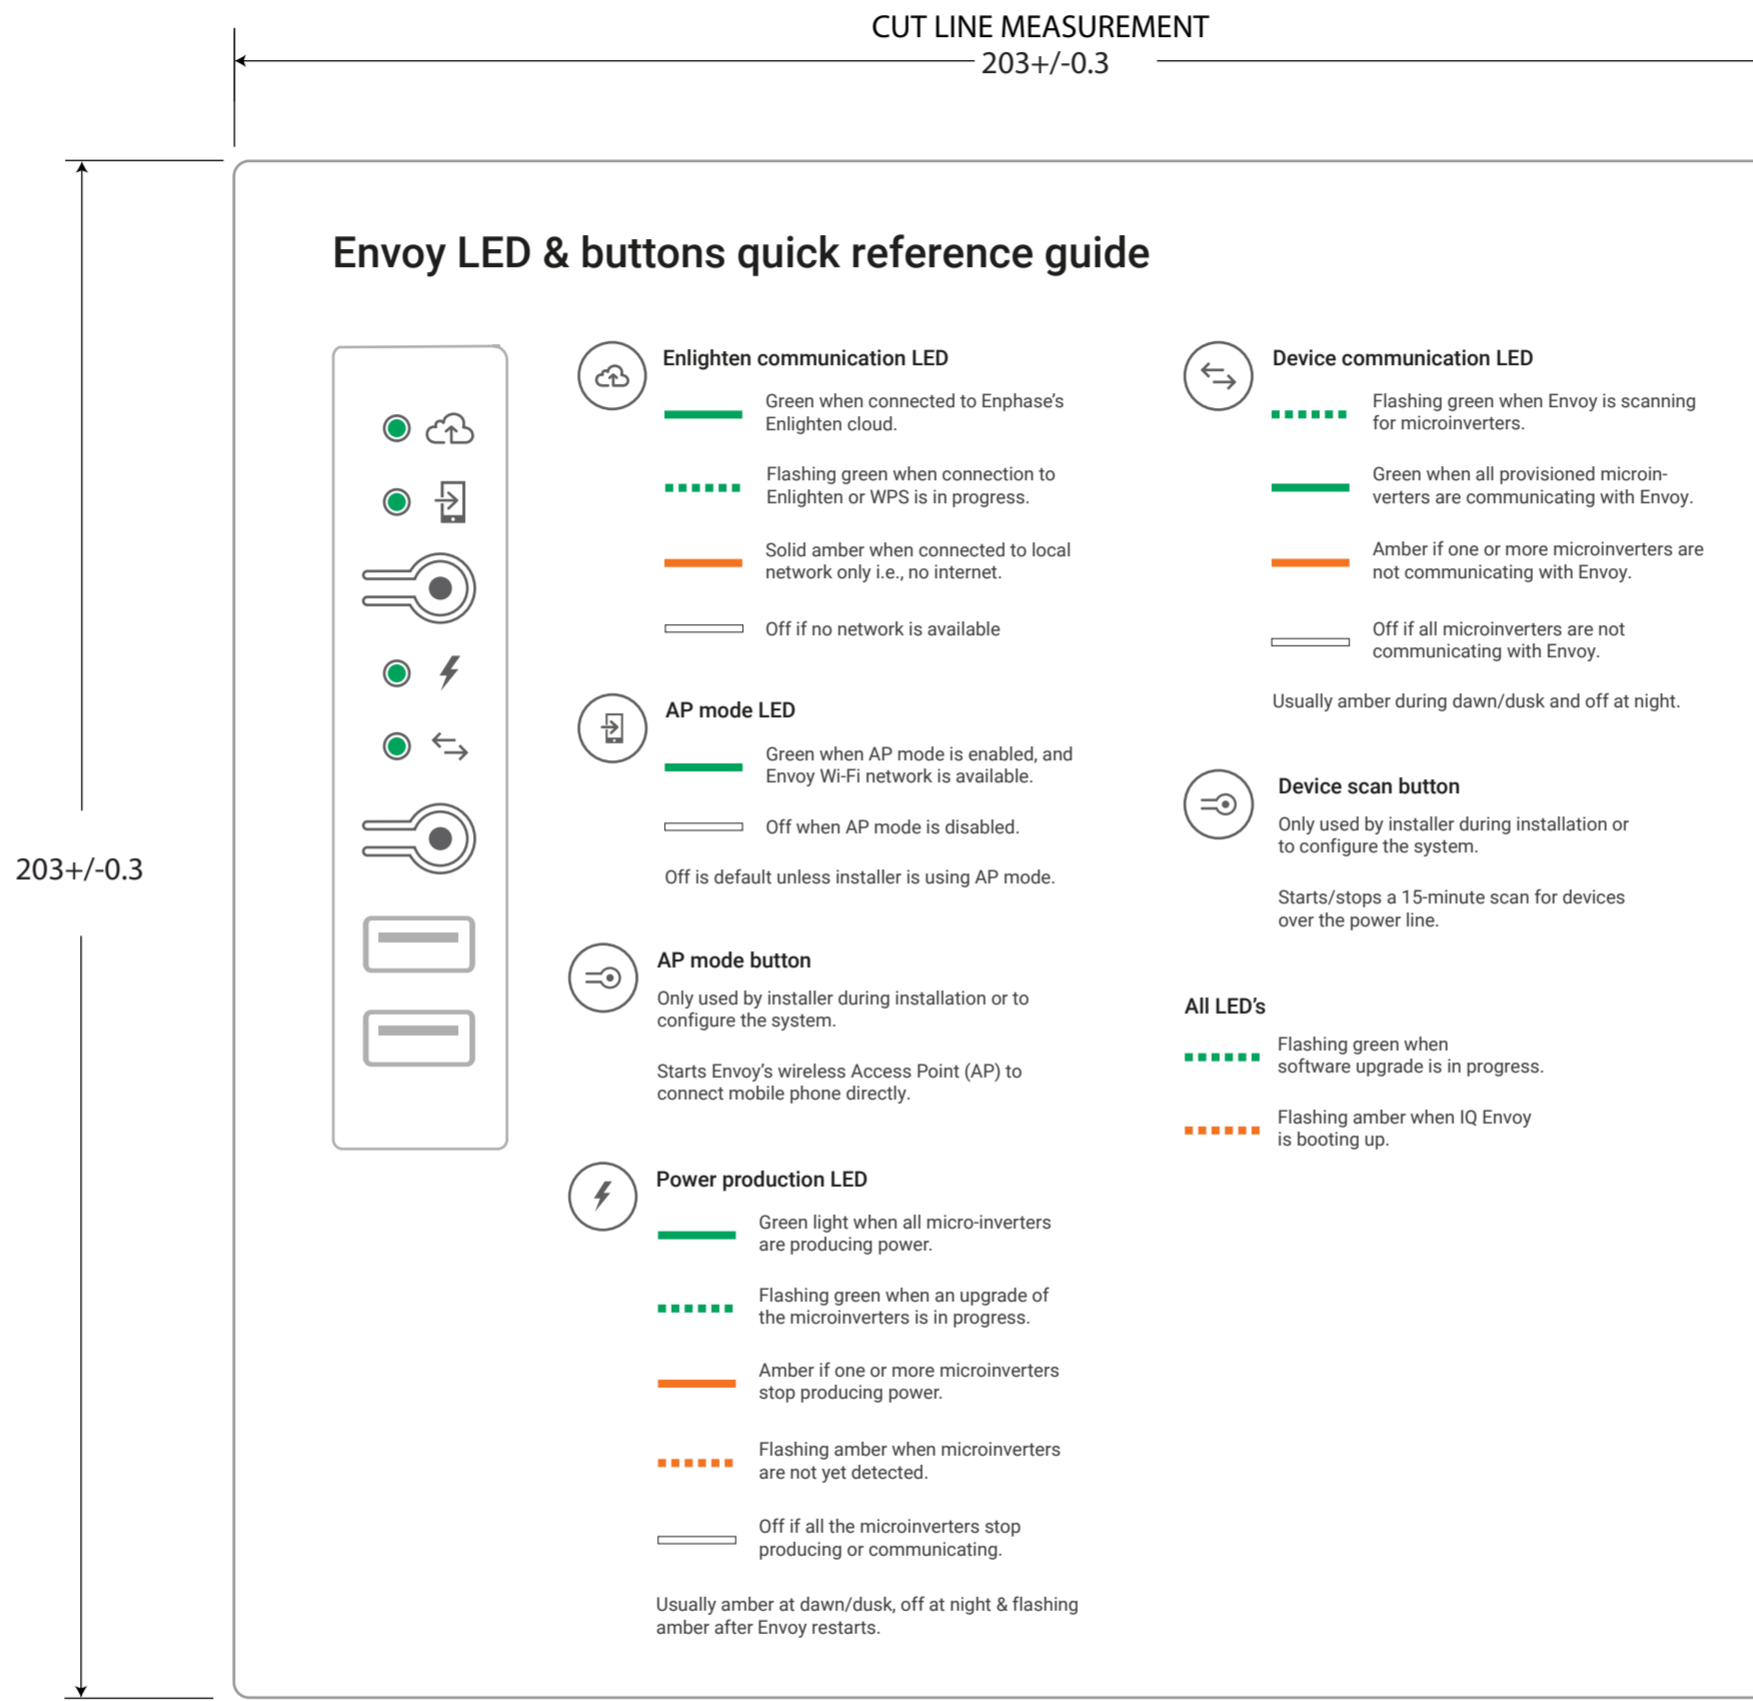 CUT LINE MEASUREMENT
203+/-0.3
203+/-0.3
Envoy LED & buttons quick reference guide
Enlighten communication LED
Green when connected to Enphase's
Enlighten cloud.
Flashing green when connection to
Enlighten or WPS is in progress.
Solid amber when connected to local
network only i.e., no internet.
Off if no network is available
AP mode LED
Green when AP mode is enabled, and
Envoy Wi-Fi network is available.
Off when AP mode is disabled.
Off is default unless installer is using AP mode.
AP mode button
Only used by installer during installation or to
configure the system.
Starts Envoy's wireless Access Point (AP) to
connect mobile phone directly.
Power production LED
Green light when all micro-inverters
are producing power.
Flashing green when an upgrade of
the microinverters is in progress.
Amber if one or more microinverters
stop producing power.
Flashing amber when microinverters
are not yet detected.
Off if all the microinverters stop
producing or communicating.
Usually amber at dawn/dusk, off at night & flashing
amber after Envoy restarts.
Device communication LED
Flashing green when Envoy is scanning
for microinverters.
Green when all provisioned microin-
verters are communicating with Envoy.
Amber if one or more microinverters are
not communicating with Envoy.
Off if all microinverters are not
communicating with Envoy.
Usually amber during dawn/dusk and off at night.
Device scan button
Only used by installer during installation or
to configure the system.
Starts/stops a 15-minute scan for devices
over the power line.
All LED's
Flashing green when
software upgrade is in progress.
Flashing amber when IQ Envoy
is booting up.